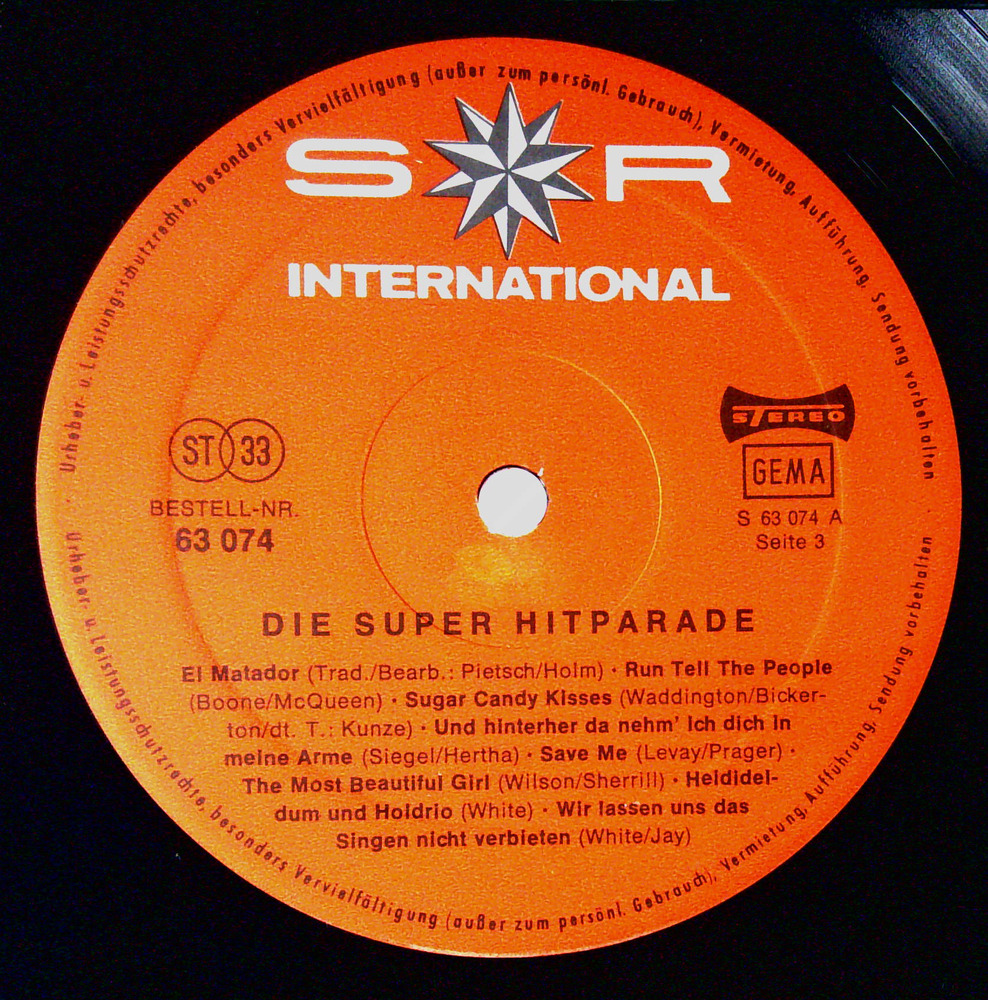 Urheber- u. Leistungsschutzrechte, besonders Vervielfältigung (außer zum persönl. Gebrauch), Vermietung, Aufführung, Sendung vorbehalten
S R
INTERNATIONAL
ST 33
BESTELL-NR.
63 074
STEREO
GEMA
S 63 074 A
Seite 3
DIE SUPER HITPARADE
El Matador (Trad./Bearb.: Pietsch/Holm) · Run Tell The People
(Boone/McQueen) · Sugar Candy Kisses (Waddington/Bicker-
ton/dt. T.: Kunze) · Und hinterher da nehm' ich dich in
meine Arme (Siegel/Hertha) · Save Me (Levay/Prager) ·
The Most Beautiful Girl (Wilson/Sherrill) · Heididel-
dum und Holdrio (White) · Wir lassen uns das
Singen nicht verbieten (White/Jay)
Urheber- u. Leistungsschutzrechte, besonders Vervielfältigung (außer zum persönl. Gebrauch), Vermietung, Aufführung, Sendung vorbehalten